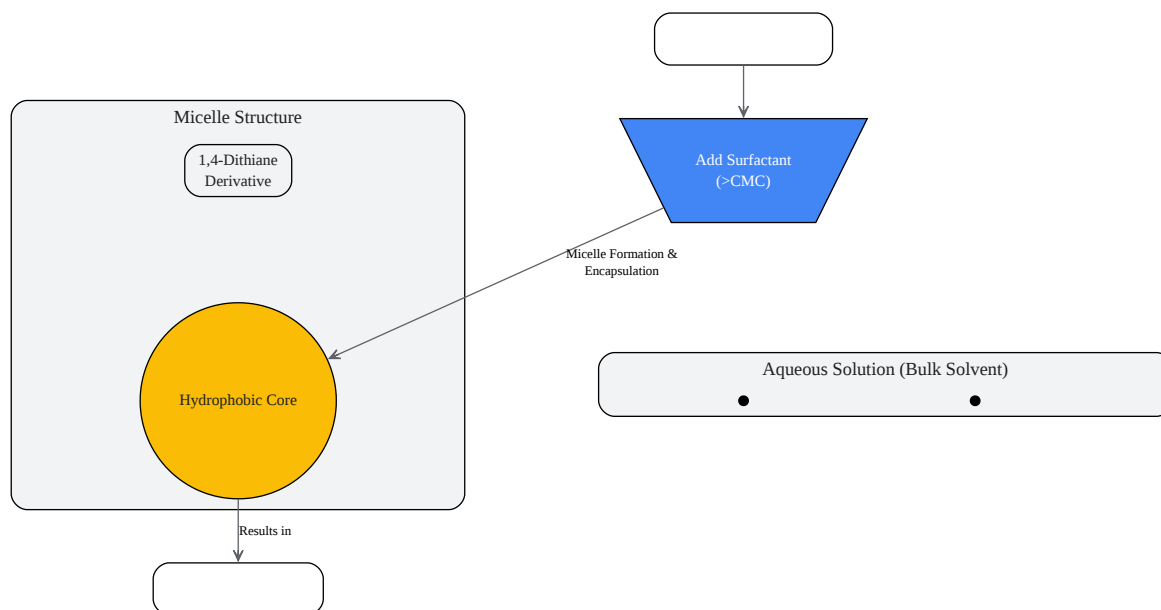 Micelle Structure
1,4-Dithiane
Derivative
Add Surfactant
(>CMC)
Micelle Formation &
Encapsulation
Aqueous Solution (Bulk Solvent)
Hydrophobic Core
Results in